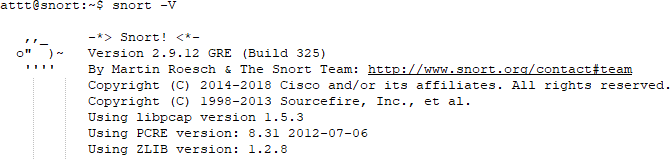 attt@snort:~$ snort -V
,,_ -*> Snort! <*-
o" )~ Version 2.9.12 GRE (Build 325)
'''' By Martin Roesch & The Snort Team: http://www.snort.org/contact#team
Copyright (C) 2014-2018 Cisco and/or its affiliates. All rights reserved.
Copyright (C) 1998-2013 Sourcefire, Inc., et al.
Using libpcap version 1.5.3
Using PCRE version: 8.31 2012-07-06
Using ZLIB version: 1.2.8